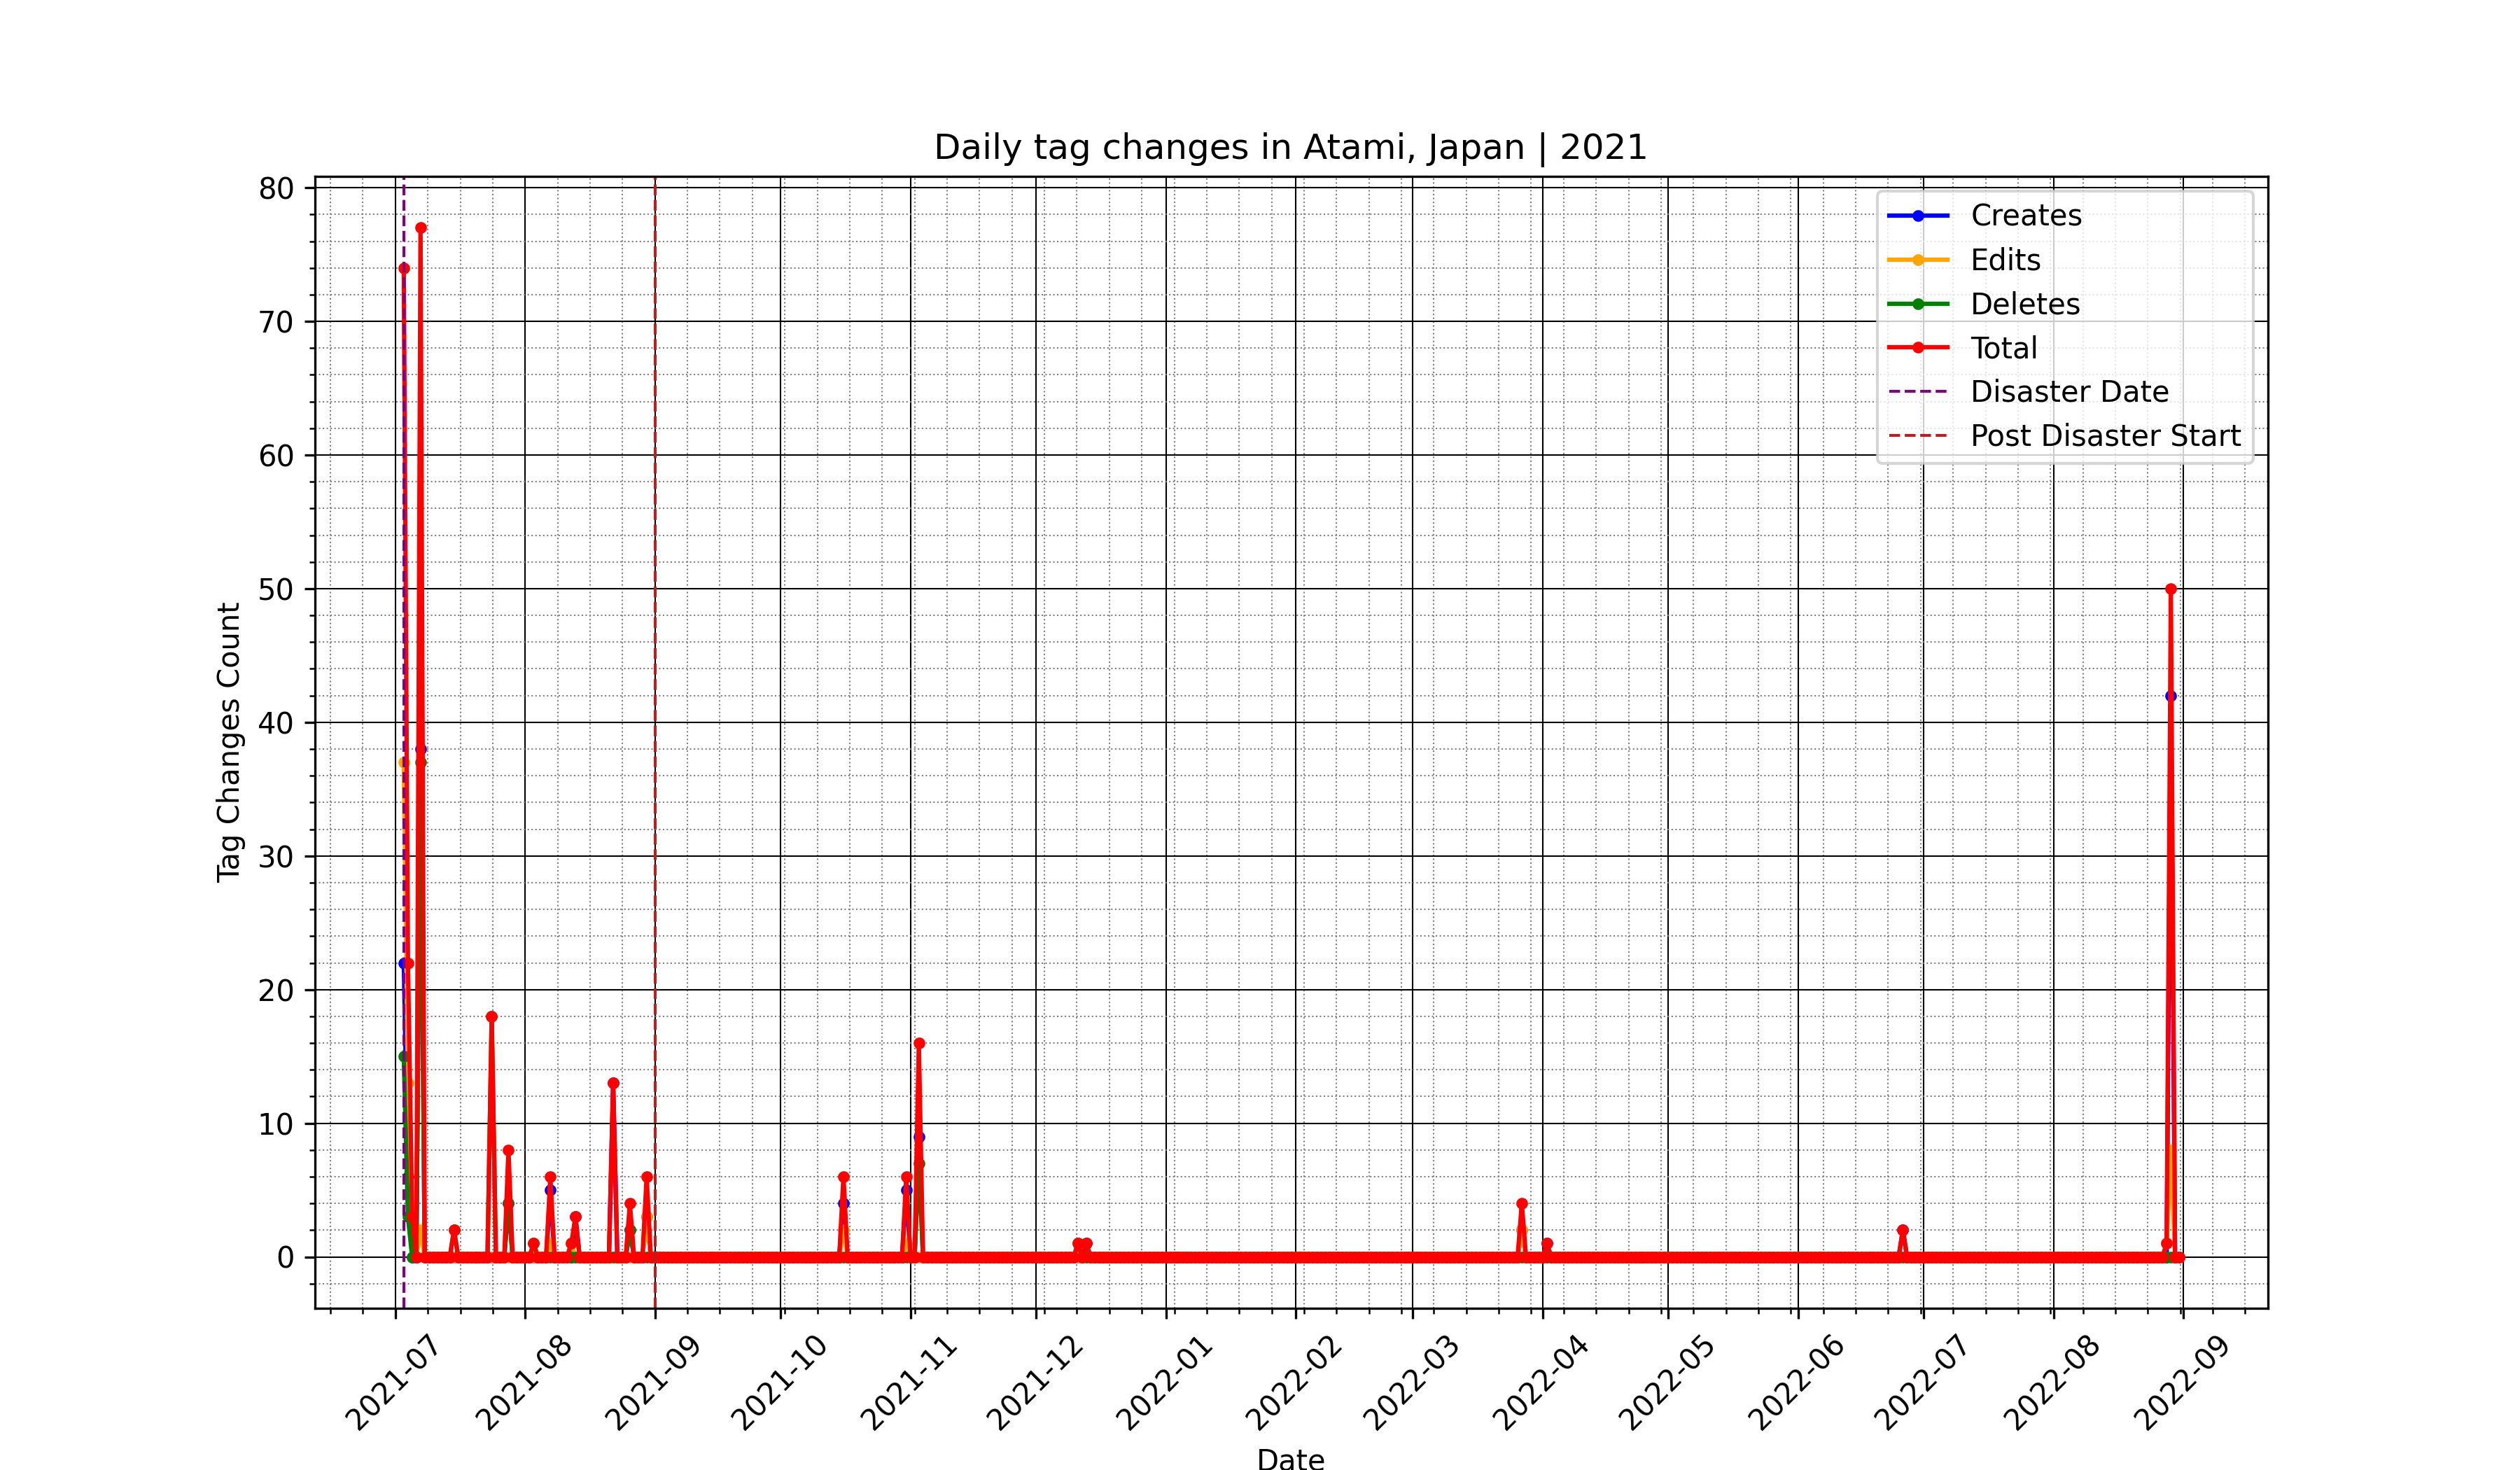 Daily tag changes in Atami, Japan | 2021
80
70
60
50
40
30
20
10
0
Tag Changes Count
Creates
Edits
Deletes
Total
Disaster Date
Post Disaster Start
2021-07
2021-08
2021-09
2021-10
2021-11
2021-12
2022-01
2022-02
2022-03
2022-04
2022-05
2022-06
2022-07
2022-08
2022-09
Date